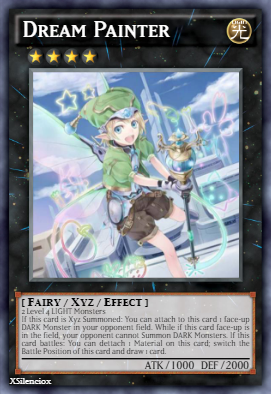 Dream Painter
光
[ Fairy / Xyz / Effect ]
2 Level 4 LIGHT Monsters
If this card is Xyz Summoned: You can attach to this card 1 face-up
DARK Monster in your opponent field. While if this card face-up is
in the field, your opponent cannot Summon DARK Monsters. If this
card battles: You can dettach 1 Material on this card; switch the
Battle Position of this card and draw 1 card.
ATK/1000 DEF/2000
XSilenciox